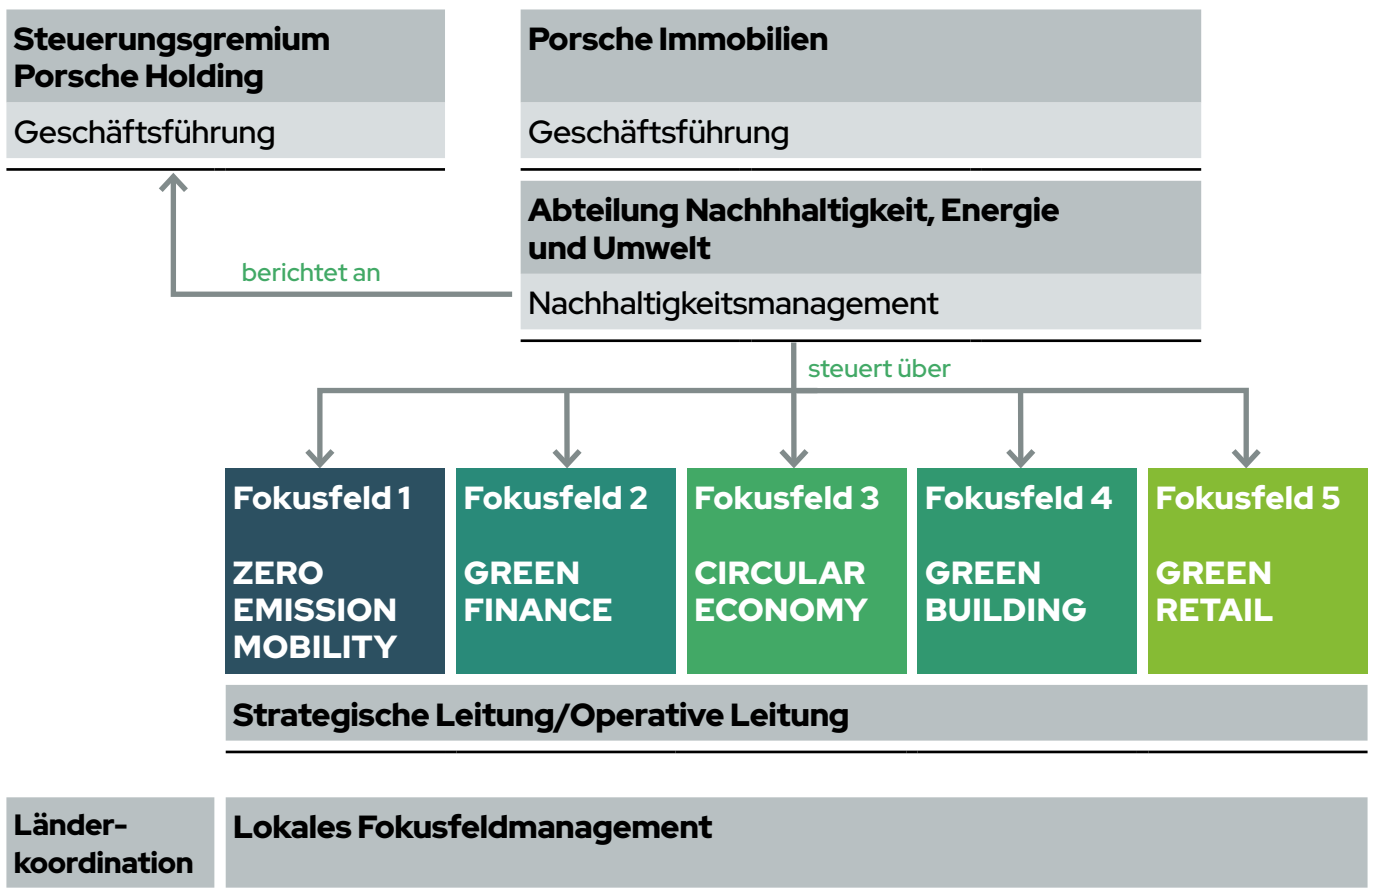 Steuerungsgremium
Porsche Holding
Geschäftsführung
Porsche Immobilien
Geschäftsführung
Abteilung Nachhhaltigkeit, Energie
und Umwelt
Nachhaltigkeitsmanagement
berichtet an
steuert über
Fokusfeld 1
ZERO
EMISSION
MOBILITY
Fokusfeld 2
GREEN
FINANCE
Fokusfeld 3
CIRCULAR
ECONOMY
Fokusfeld 4
GREEN
BUILDING
Fokusfeld 5
GREEN
RETAIL
Strategische Leitung/Operative Leitung
Länder-
koordination
Lokales Fokusfeldmanagement